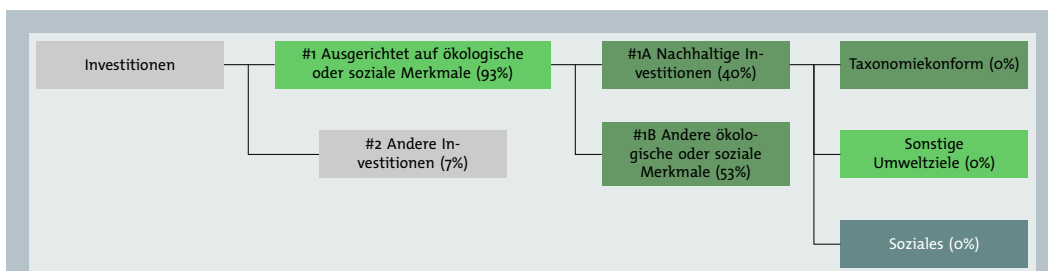 Investitionen
#1 Ausgerichtet auf ökologische
oder soziale Merkmale (93%)
#1A Nachhaltige In-
vestitionen (40%)
Taxonomiekonform (0%)
#2 Andere In-
vestitionen (7%)
#1B Andere ökolo-
gische oder soziale
Merkmale (53%)
Sonstige
Umweltziele (0%)
Soziales (0%)